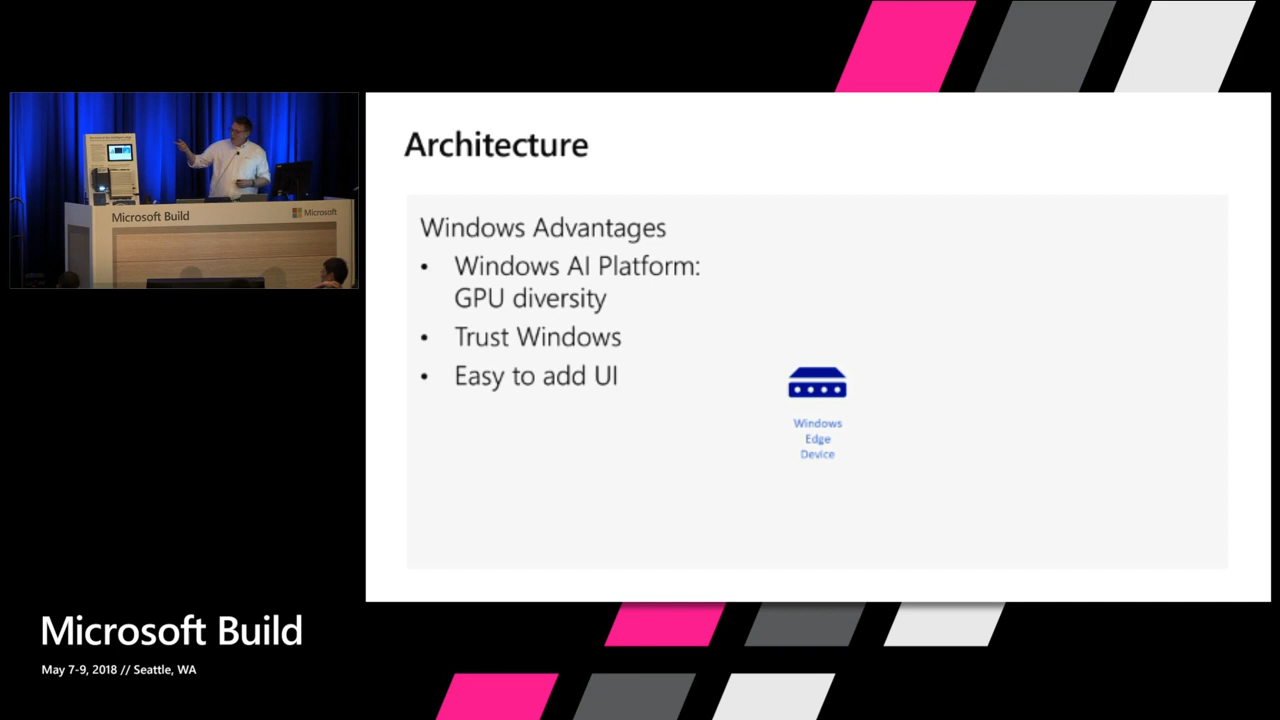 Architecture
Windows Advantages
• Windows AI Platform:
GPU diversity
• Trust Windows
• Easy to add UI
Windows
Edge
Device
Microsoft Build
Microsoft
Microsoft Build
May 7-9, 2018 // Seattle, WA